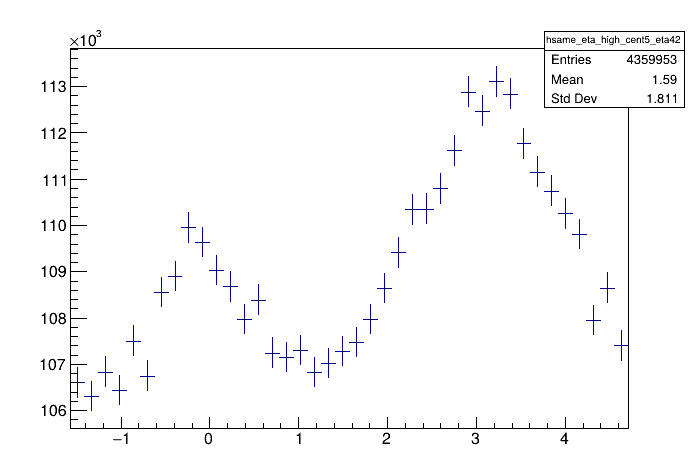 ×10³
hsame_eta_high_cent5_eta42
Entries 4359953
Mean 1.59
Std Dev 1.811
113
112
111
110
109
108
107
106
−1 0 1 2 3 4